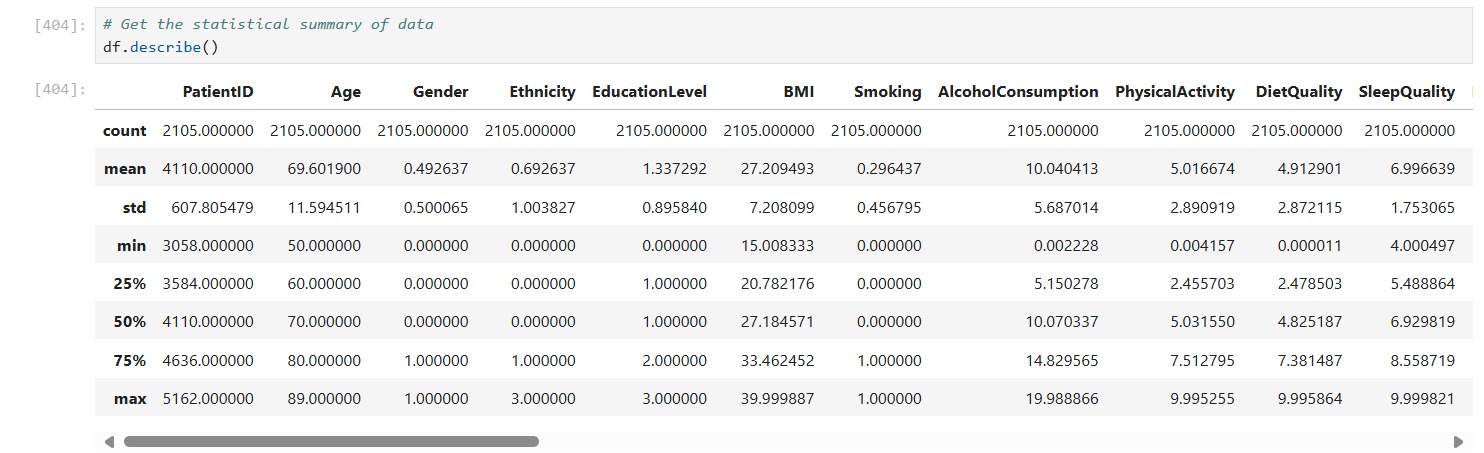 [404]: # Get the statistical summary of data
df.describe()
[404]:
PatientID Age Gender Ethnicity EducationLevel BMI Smoking AlcoholConsumption PhysicalActivity DietQuality SleepQuality
count 2105.000000 2105.000000 2105.000000 2105.000000 2105.000000 2105.000000 2105.000000 2105.000000 2105.000000 2105.000000 2105.000000
mean 4110.000000 69.601900 0.492637 0.692637 1.337292 27.209493 0.296437 10.040413 5.016674 4.912901 6.996639
std 607.805479 11.594511 0.500065 1.003827 0.895840 7.208099 0.456795 5.687014 2.890919 2.872115 1.753065
min 3058.000000 50.000000 0.000000 0.000000 0.000000 15.008333 0.000000 0.002228 0.004157 0.000011 4.000497
25% 3584.000000 60.000000 0.000000 0.000000 1.000000 20.782176 0.000000 5.150278 2.455703 2.478503 5.488864
50% 4110.000000 70.000000 0.000000 0.000000 1.000000 27.184571 0.000000 10.070337 5.031550 4.825187 6.929819
75% 4636.000000 80.000000 1.000000 1.000000 2.000000 33.462452 1.000000 14.829565 7.512795 7.381487 8.558719
max 5162.000000 89.000000 1.000000 3.000000 3.000000 39.999887 1.000000 19.988866 9.995255 9.995864 9.999821